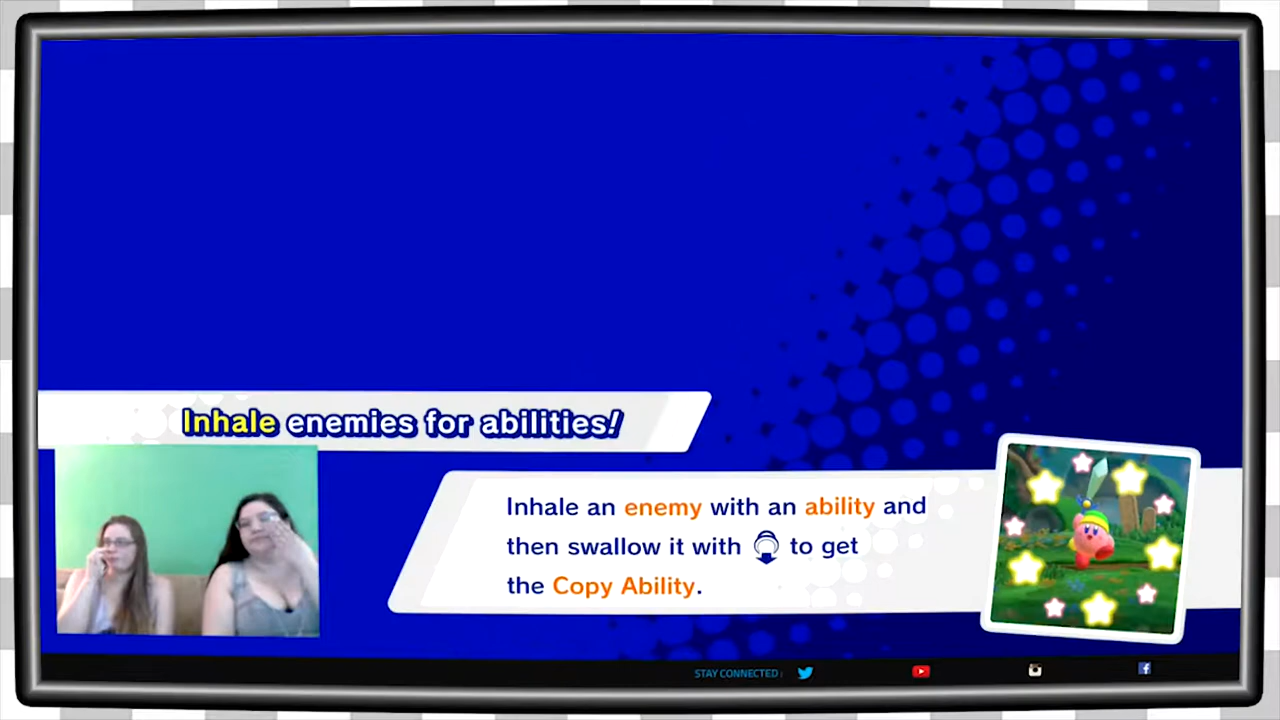 Inhale enemies for abilities!
Inhale an enemy with an ability and
then swallow it with to get
the Copy Ability.
STAY CONNECTED :